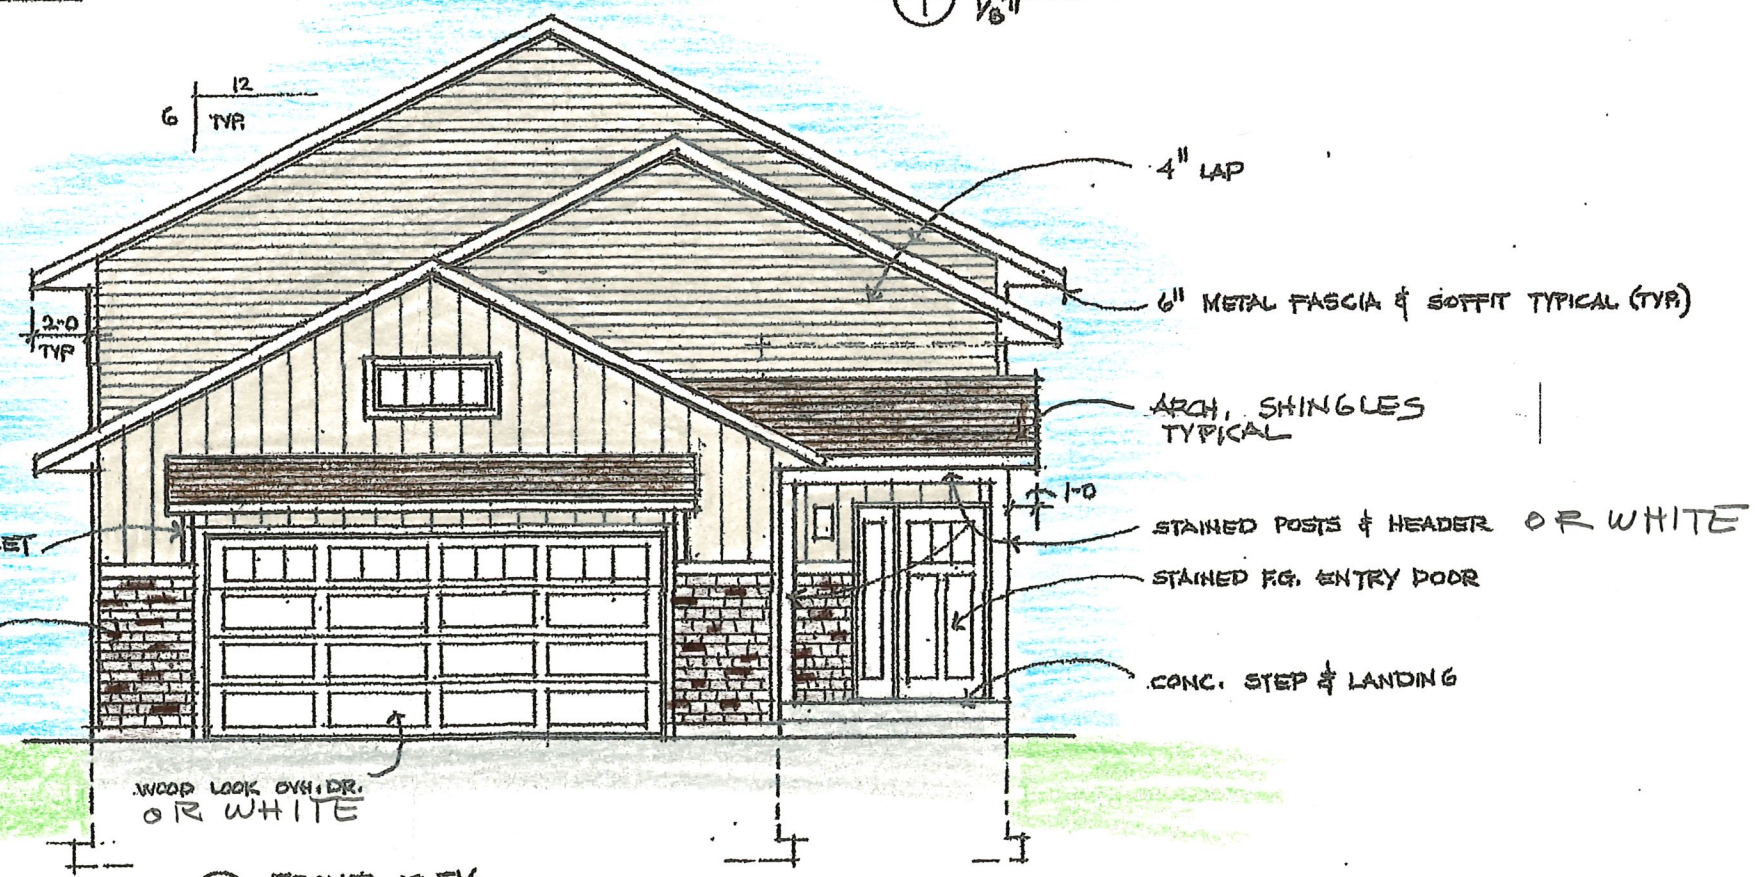 1
1/8"
12
6
TYP.
4" LAP
6" METAL FASCIA & SOFFIT TYPICAL (TYP.)
2-0
TYP
ARCH. SHINGLES
TYPICAL
1-0
STAINED POSTS & HEADER OR WHITE
ET
STAINED F.G. ENTRY DOOR
CONC. STEP & LANDING
WOOD LOOK OVH. DR.
OR WHITE